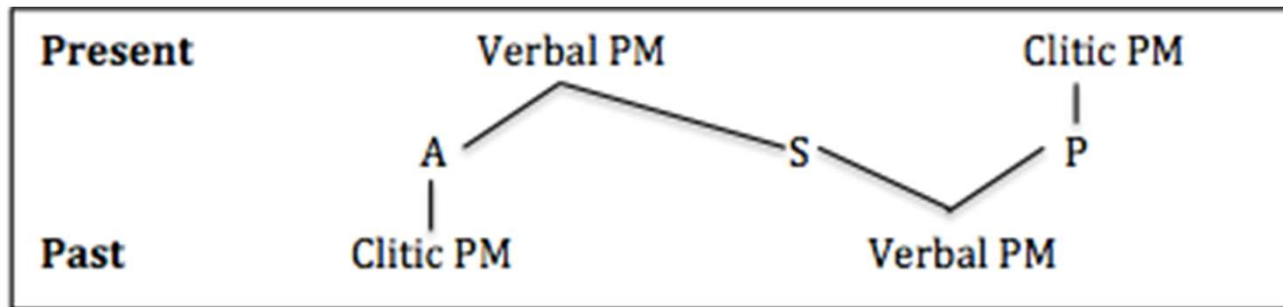 Present Verbal PM Clitic PM
A S P
Past Clitic PM Verbal PM